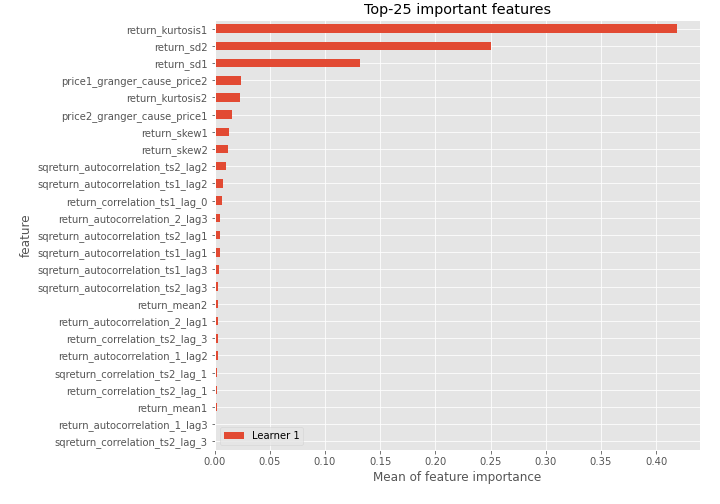 Top-25 important features
return_kurtosis1
return_sd2
return_sd1
price1_granger_cause_price2
return_kurtosis2
price2_granger_cause_price1
return_skew1
return_skew2
sqreturn_autocorrelation_ts2_lag2
sqreturn_autocorrelation_ts1_lag2
return_correlation_ts1_lag_0
return_autocorrelation_2_lag3
sqreturn_autocorrelation_ts2_lag1
sqreturn_autocorrelation_ts1_lag1
sqreturn_autocorrelation_ts1_lag3
sqreturn_autocorrelation_ts2_lag3
return_mean2
return_autocorrelation_2_lag1
return_correlation_ts2_lag_3
return_autocorrelation_1_lag2
sqreturn_correlation_ts2_lag_1
return_correlation_ts2_lag_1
return_mean1
return_autocorrelation_1_lag3
sqreturn_correlation_ts2_lag_3
feature
Learner 1
0.00 0.05 0.10 0.15 0.20 0.25 0.30 0.35 0.40
Mean of feature importance